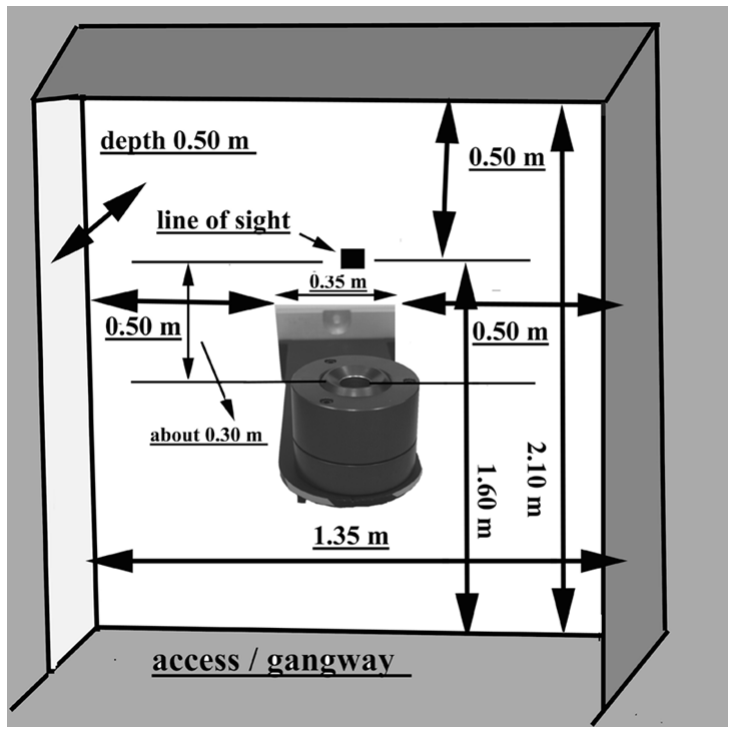 depth 0.50 m
0.50 m
line of sight
0.35 m
0.50 m
0.50 m
about 0.30 m
1.60 m
2.10 m
1.35 m
access / gangway